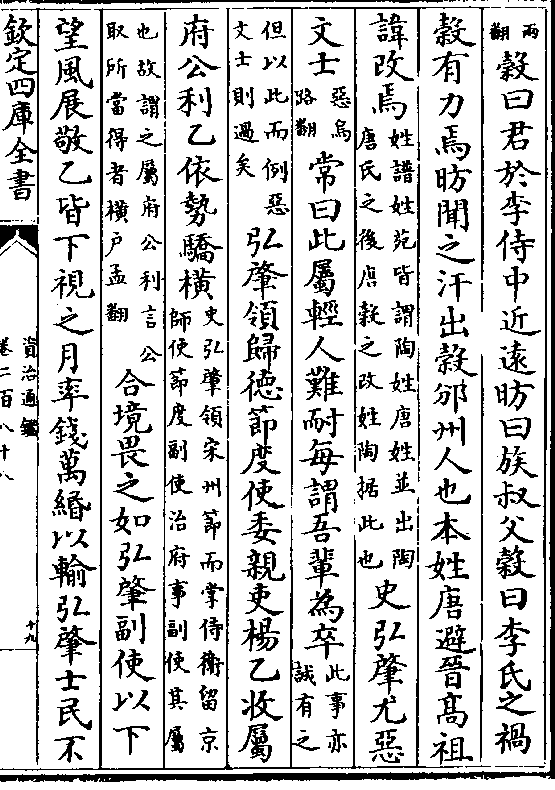 兩翻穀曰君於李侍中近遠昉曰族叔父穀曰李氏之禍
穀有力焉昉聞之汗出穀邠州人也本姓唐避晉高祖
諱改焉姓譜姓苑皆謂陶姓唐姓並出陶唐氏之後唐穀之改姓陶據此也史弘肇尤惡
文士惡烏路翻常曰此屬輕人難耐每謂吾輩為卒此事亦誠有之
但以此而例惡文士則過矣弘肇領歸德節度使委親吏楊乙收屬
府公利乙依勢驕橫史弘肇領宋州節而掌侍衛留京師使節度副使治府事副使其屬
也故謂之屬府公利言公取所當得者橫戶孟翻合境畏之如弘肇副使以下
望風展敬乙皆下視之月率錢萬緡以輸弘肇士民不
欽定四庫全書
資治通鑑
卷二百八十八
十九